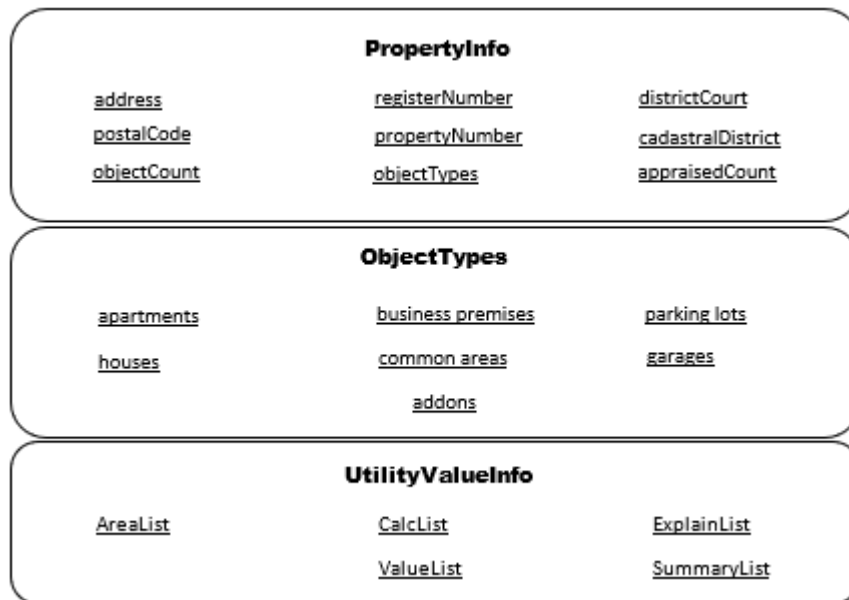 PropertyInfo
address registerNumber districtCourt
postalCode propertyNumber cadastralDistrict
objectCount objectTypes appraisedCount
ObjectTypes
apartments business premises parking lots
houses common areas garages
addons
UtilityValueInfo
AreaList CalcList ExplainList
ValueList SummaryList